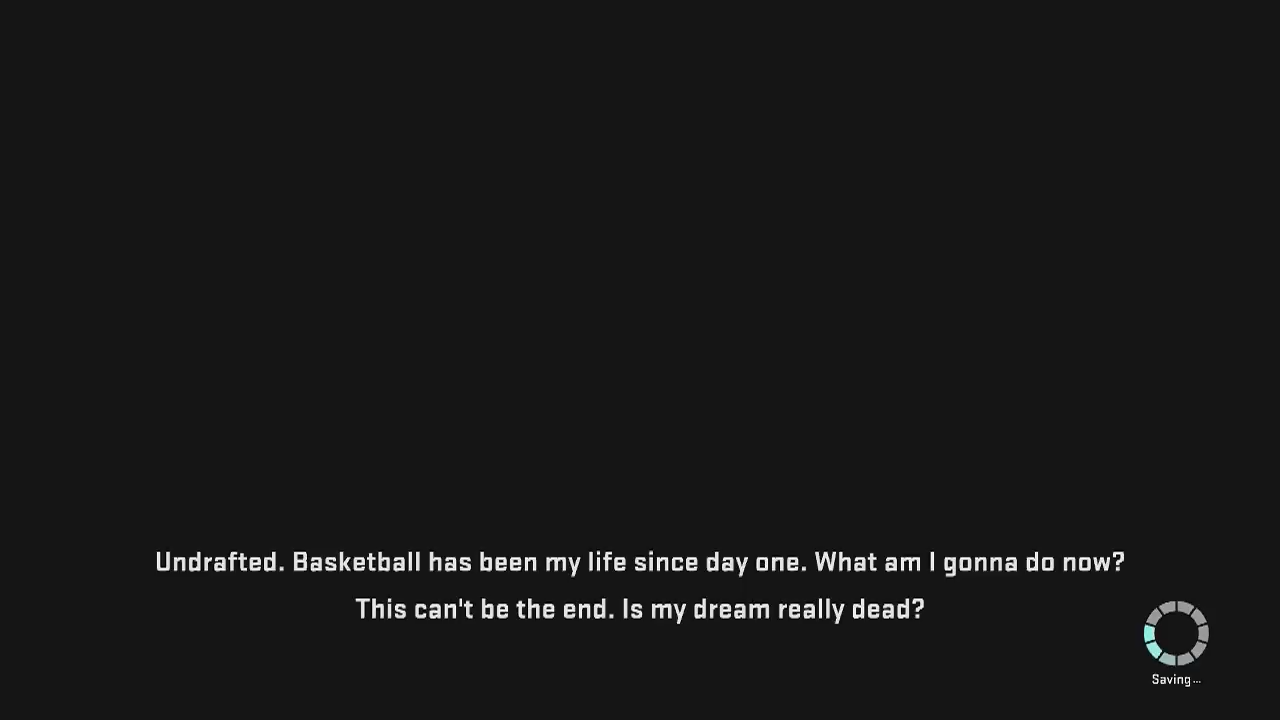 Undrafted. Basketball has been my life since day one. What am I gonna do now?
This can't be the end. Is my dream really dead?
Saving...